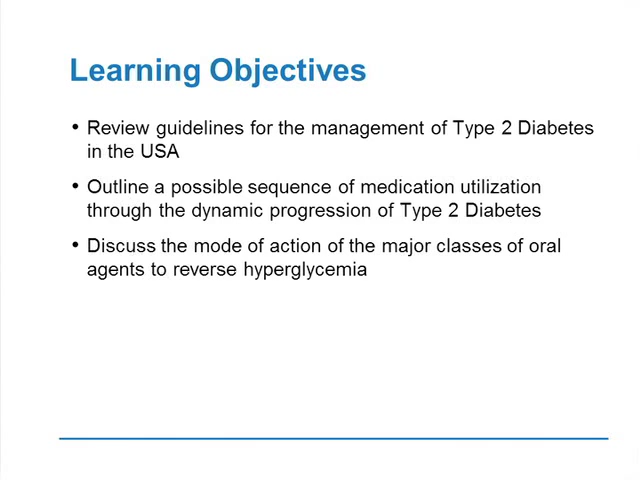 Learning Objectives
• Review guidelines for the management of Type 2 Diabetes
in the USA
• Outline a possible sequence of medication utilization
through the dynamic progression of Type 2 Diabetes
• Discuss the mode of action of the major classes of oral
agents to reverse hyperglycemia